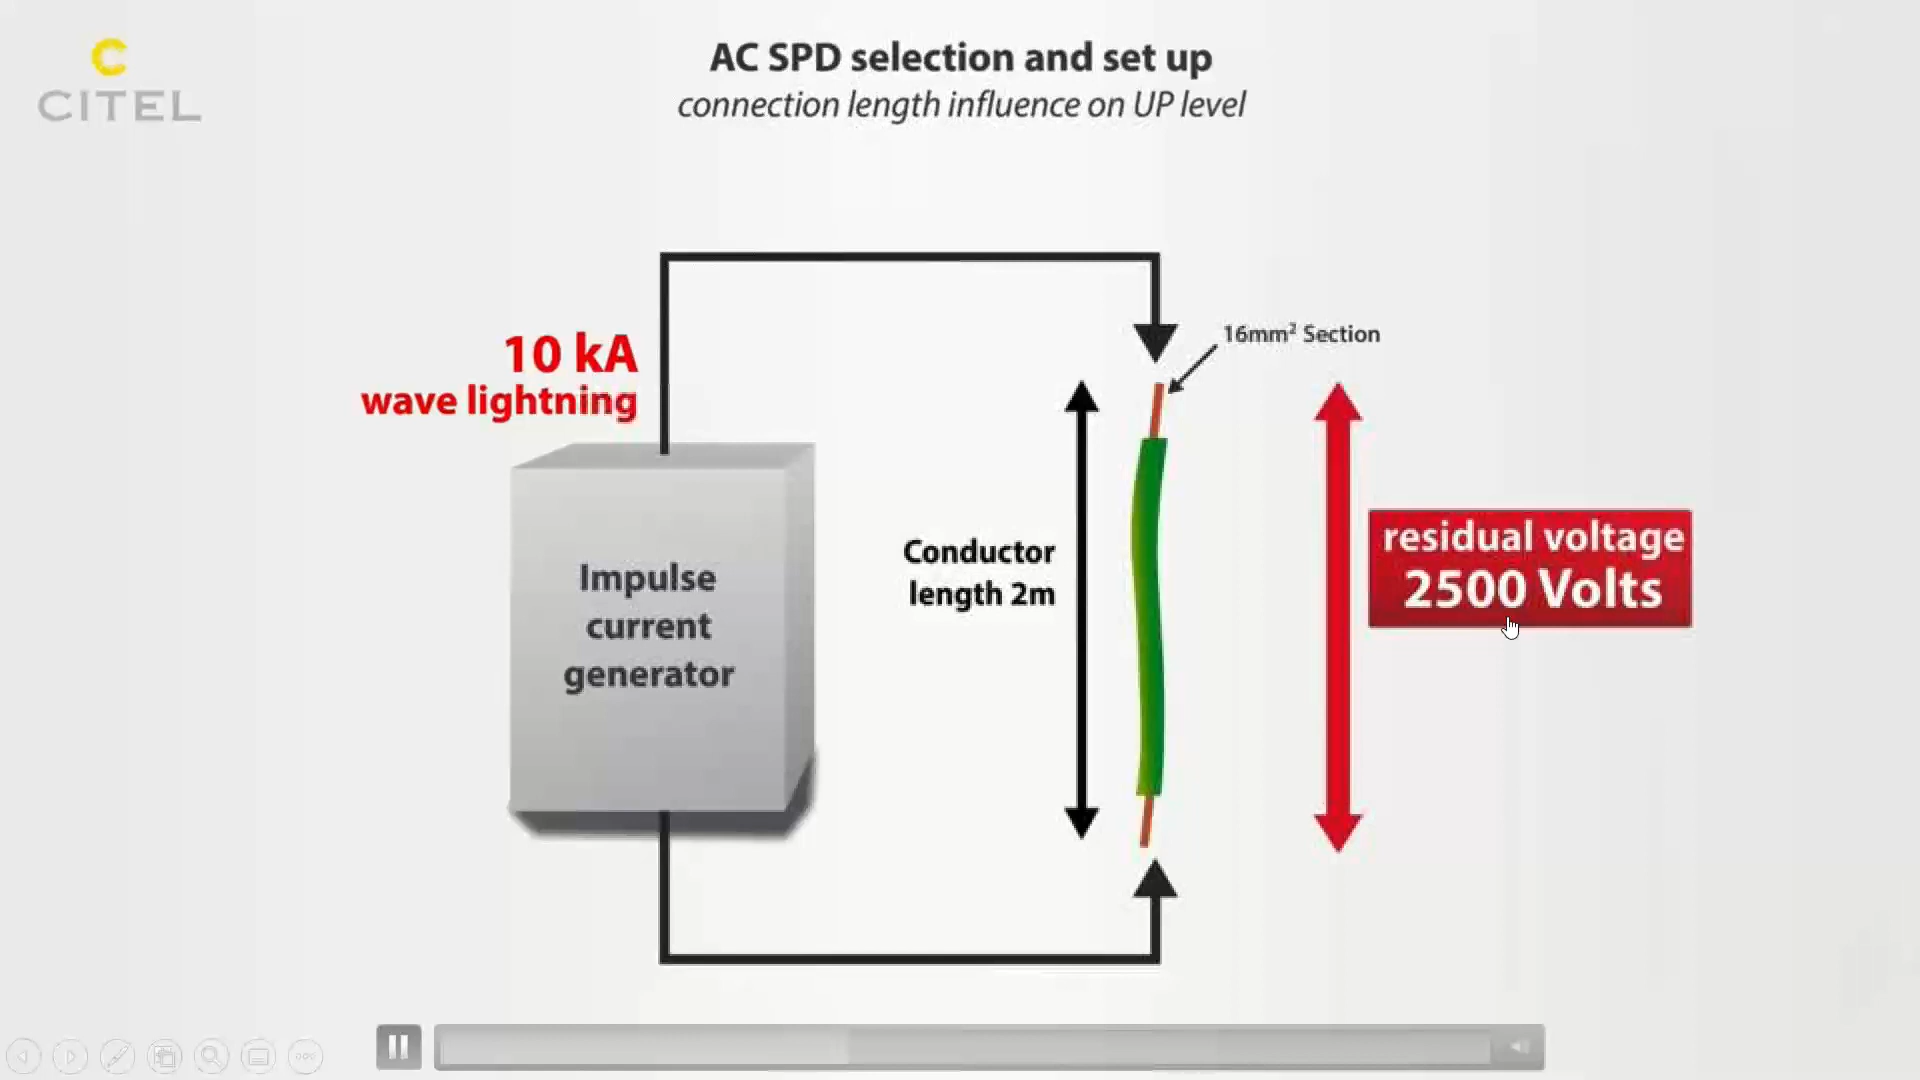 C
CITEL
AC SPD selection and set up
connection length influence on UP level
10 kA
wave lightning
16mm² Section
Impulse
current
generator
Conductor
length 2m
residual voltage
2500 Volts